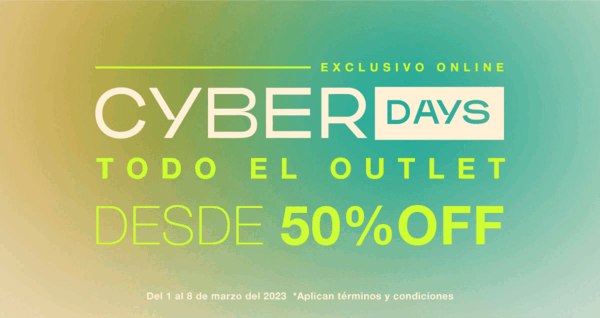 EXCLUSIVO ONLINE
CYBER DAYS
TODO EL OUTLET
DESDE 50%OFF
Del 1 al 8 de marzo del 2023 *Aplican términos y condiciones